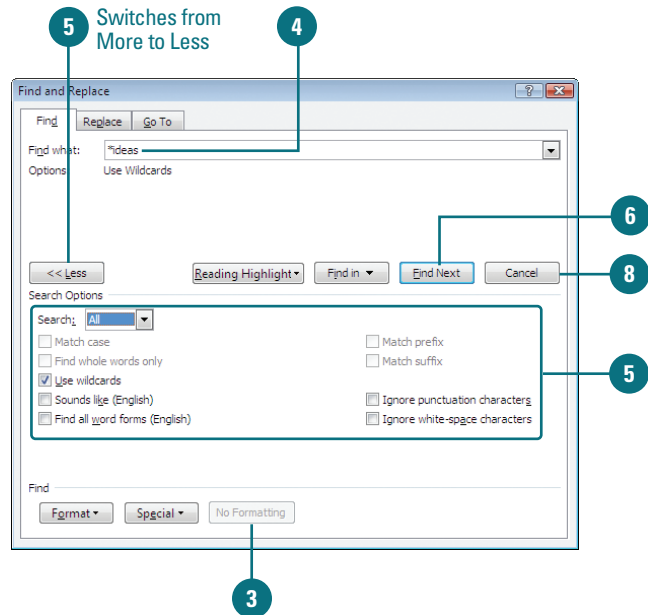 5 Switches from
More to Less
4
Find and Replace
Find Replace Go To
Find what: *ideas
Options: Use Wildcards
6
<< Less Reading Highlight Find in Find Next Cancel
8
Search Options
Search: All
Match case Match prefix
Find whole words only Match suffix
Use wildcards
5
Sounds like (English) Ignore punctuation characters
Find all word forms (English) Ignore white-space characters
Find
Format Special No Formatting
3